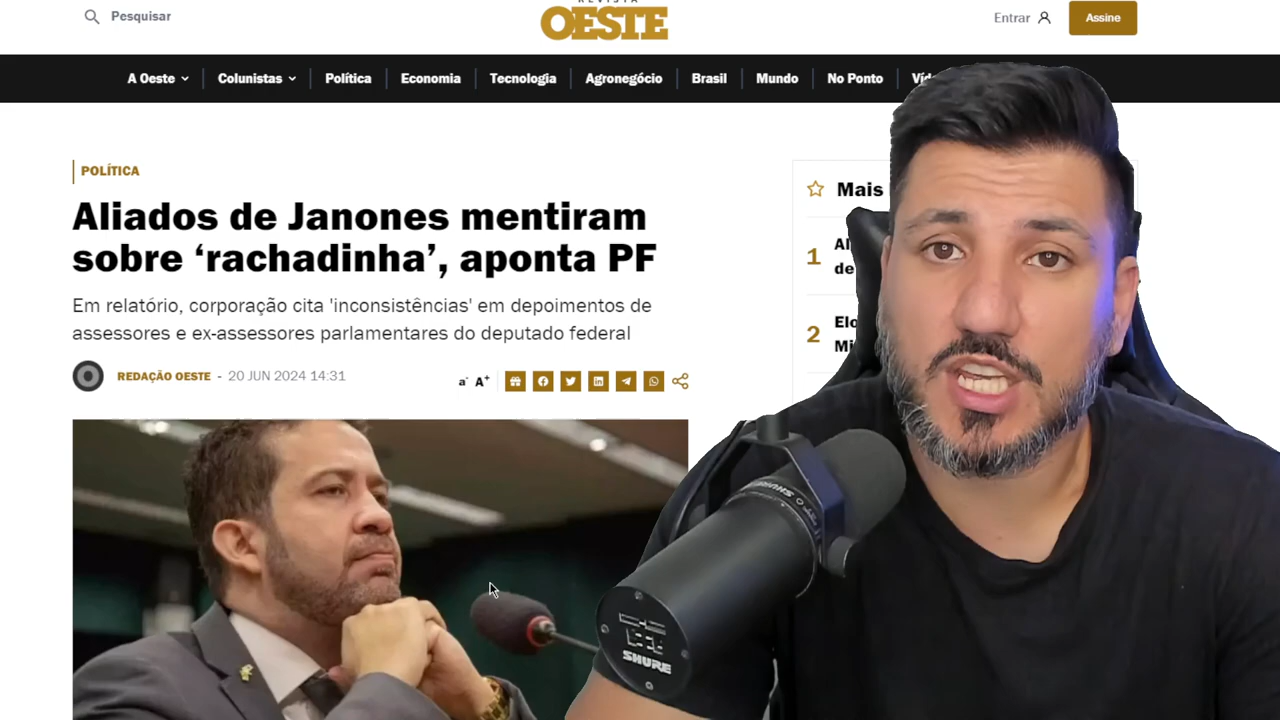 REVISTA
Pesquisar
OESTE
Entrar
Assine
A Oeste
Colunistas
Política
Economia
Tecnologia
Agronegócio
Brasil
Mundo
No Ponto
POLÍTICA
Aliados de Janones mentiram
sobre ‘rachadinha’, aponta PF
Em relatório, corporação cita 'inconsistências' em depoimentos de
assessores e ex-assessores parlamentares do deputado federal
REDAÇÃO OESTE - 20 JUN 2024 14:31
a- A+
Mais
1
de
2
SHURE
SHURE